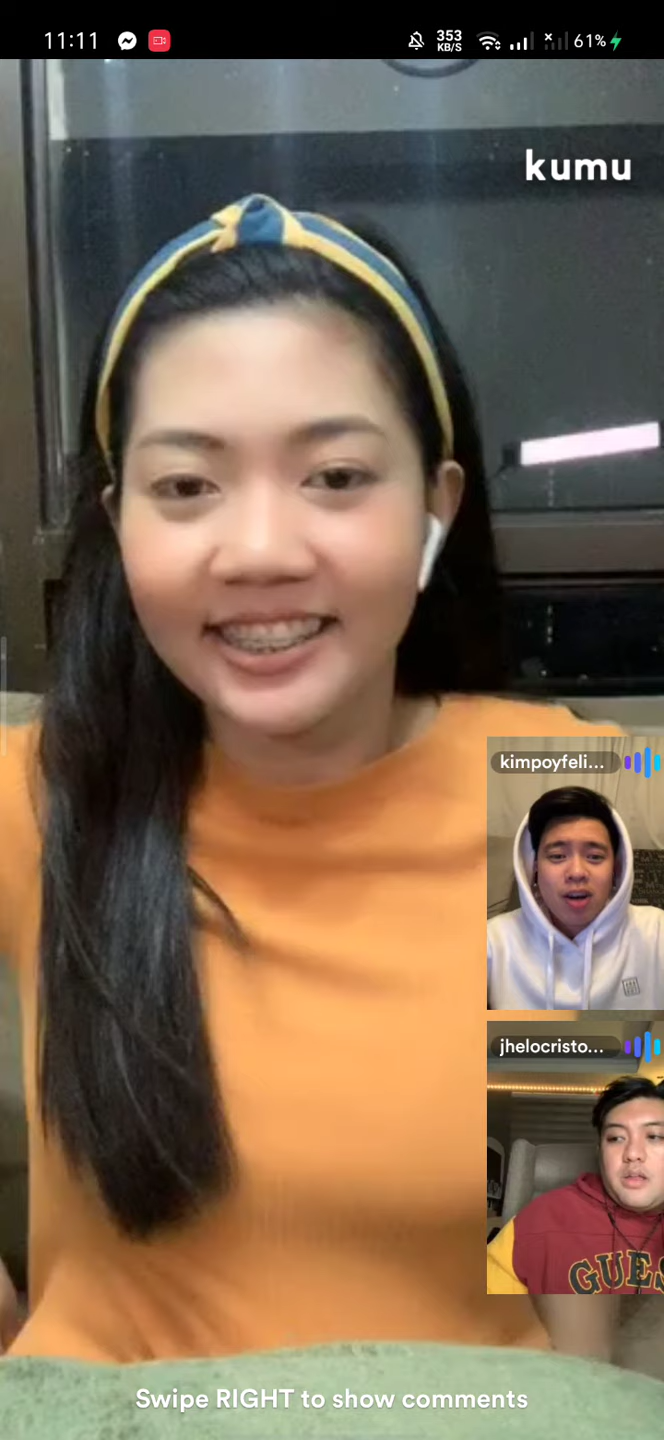 11:11
353
KB/S
61%
kumu
kimpoyfeli...
jhelocristo...
GUES
Swipe RIGHT to show comments